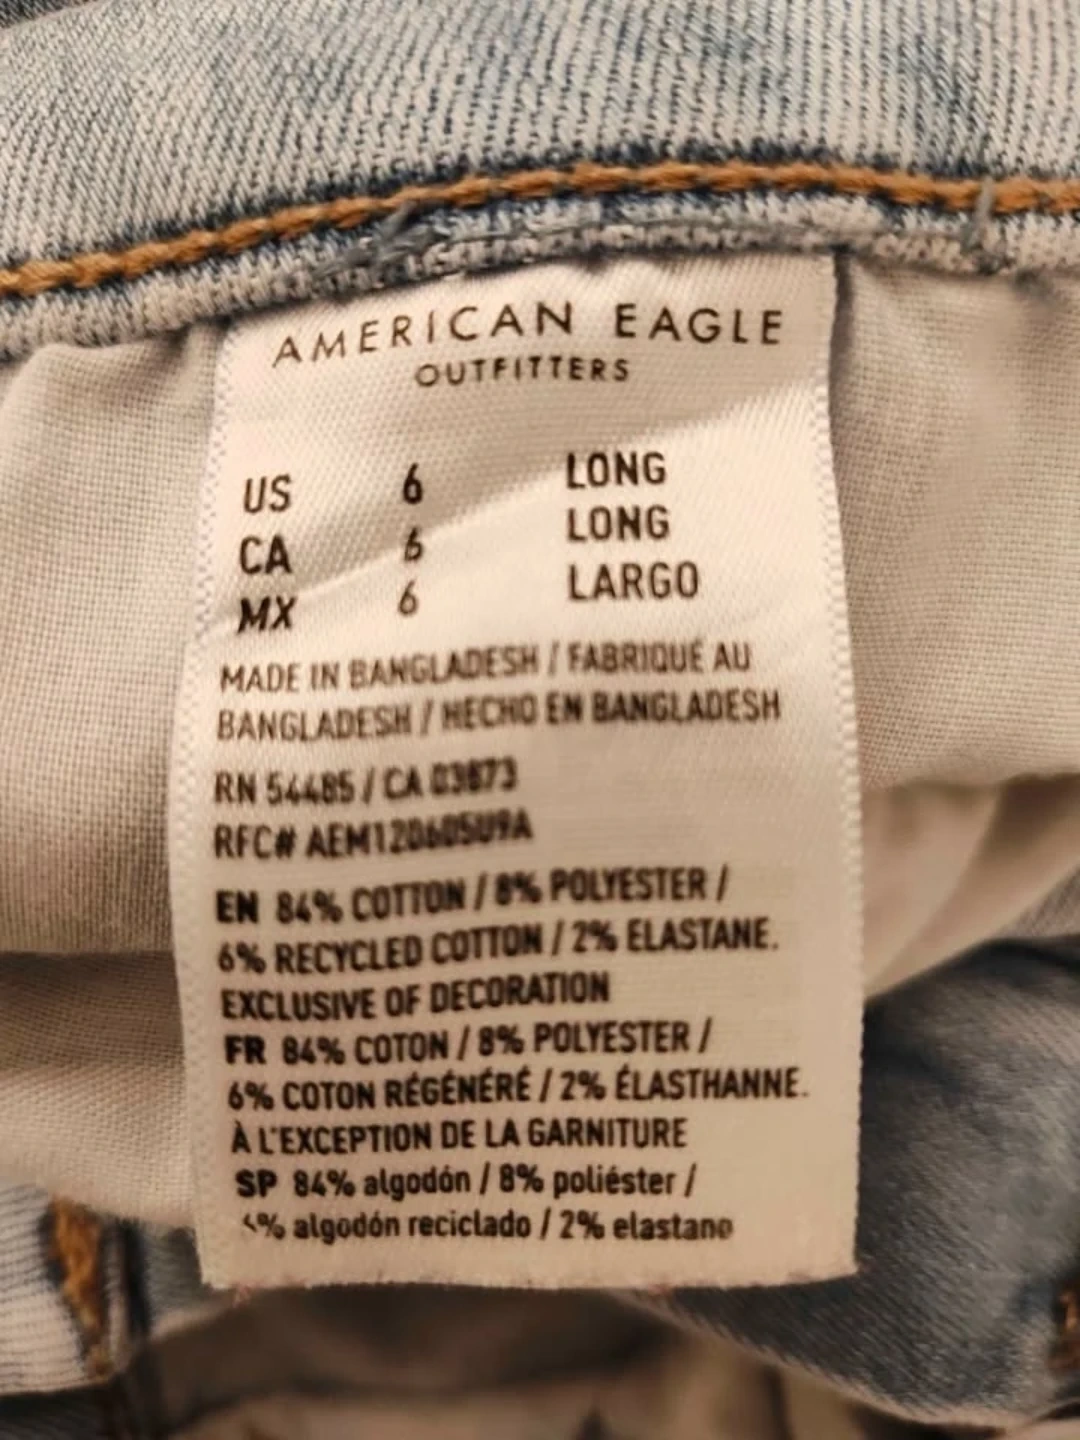 AMERICAN EAGLE
OUTFITTERS
US 6 LONG
CA 6 LONG
MX 6 LARGO
MADE IN BANGLADESH / FABRIQUÉ AU
BANGLADESH / HECHO EN BANGLADESH
RN 54485 / CA 03873
RFC# AEM120605U9A
EN 84% COTTON / 8% POLYESTER /
6% RECYCLED COTTON / 2% ELASTANE.
EXCLUSIVE OF DECORATION
FR 84% COTON / 8% POLYESTER /
6% COTON RÉGÉNÉRÉ / 2% ÉLASTHANNE.
À L'EXCEPTION DE LA GARNITURE
SP 84% algodón / 8% poliéster /
algodón reciclado / 2% elastano